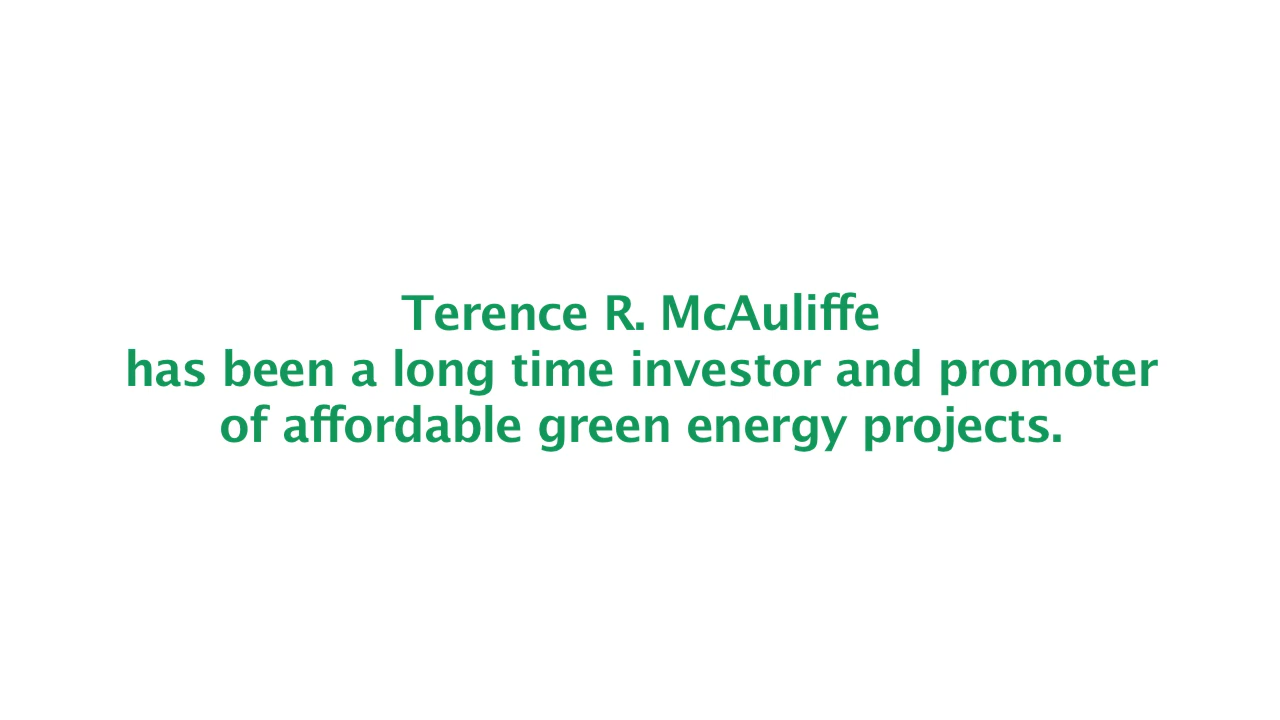 Terence R. McAuliffe
has been a long time investor and promoter
of affordable green energy projects.